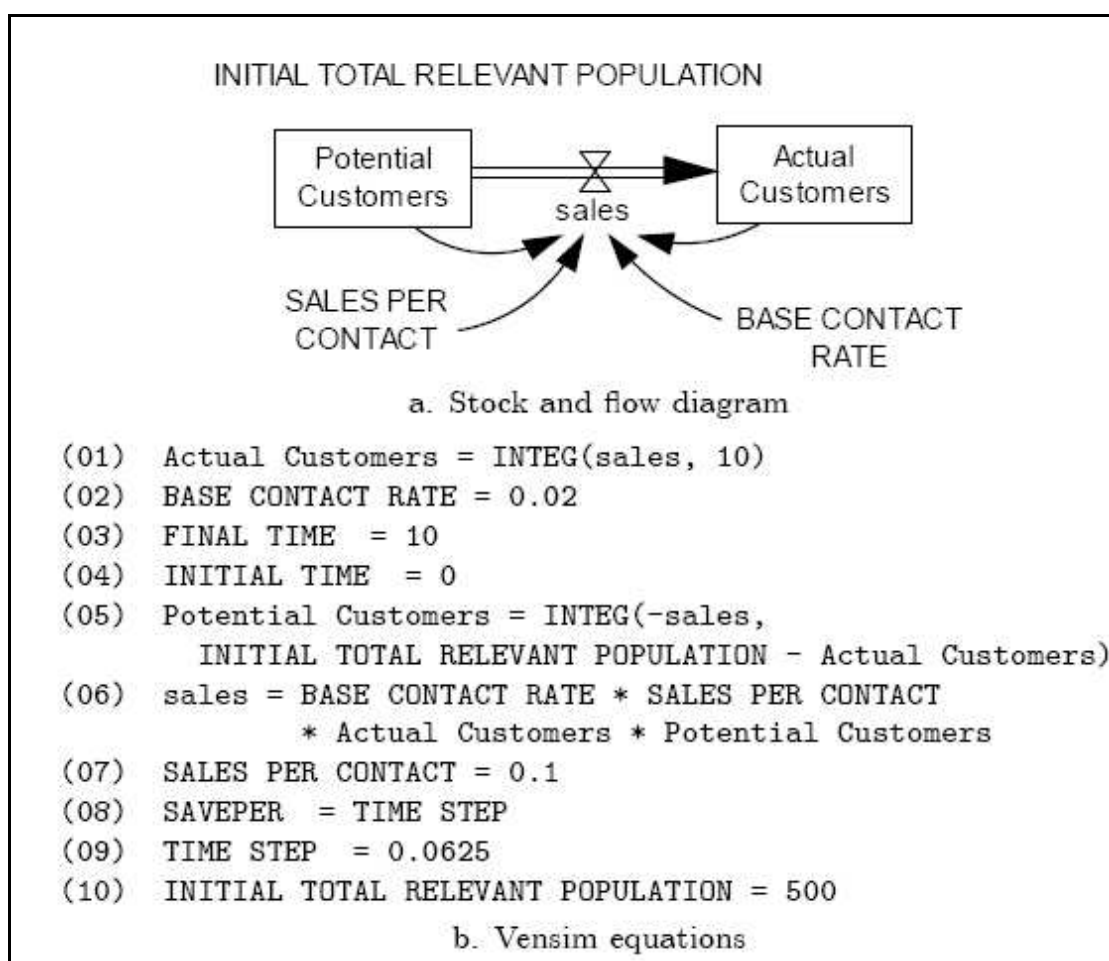 INITIAL TOTAL RELEVANT POPULATION
Potential
Customers
Actual
Customers
sales
SALES PER
CONTACT
BASE CONTACT
RATE
a. Stock and flow diagram
(01) Actual Customers = INTEG(sales, 10)
(02) BASE CONTACT RATE = 0.02
(03) FINAL TIME = 10
(04) INITIAL TIME = 0
(05) Potential Customers = INTEG(-sales,
INITIAL TOTAL RELEVANT POPULATION - Actual Customers)
(06) sales = BASE CONTACT RATE * SALES PER CONTACT
* Actual Customers * Potential Customers
(07) SALES PER CONTACT = 0.1
(08) SAVEPER = TIME STEP
(09) TIME STEP = 0.0625
(10) INITIAL TOTAL RELEVANT POPULATION = 500
b. Vensim equations